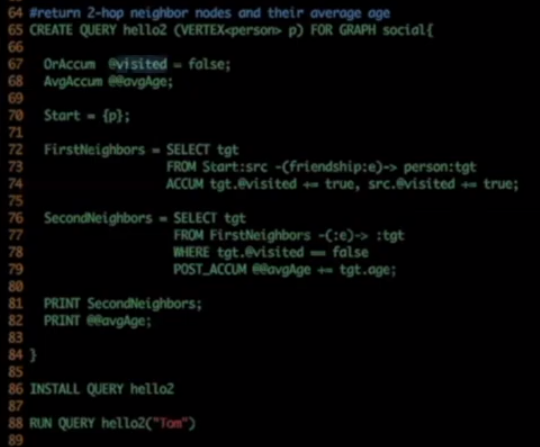 64 #return 2-hop neighbor nodes and their average age
65 CREATE QUERY hello2 (VERTEX<person> p) FOR GRAPH social{
66
67 OrAccum @visited = false;
68 AvgAccum @@avgAge;
69
70 Start = {p};
71
72 FirstNeighbors = SELECT tgt
73 FROM Start:src -(friendship:e)-> person:tgt
74 ACCUM tgt.@visited += true, src.@visited += true;
75
76 SecondNeighbors = SELECT tgt
77 FROM FirstNeighbors -(:e)-> :tgt
78 WHERE tgt.@visited == false
79 POST_ACCUM @@avgAge += tgt.age;
80
81 PRINT SecondNeighbors;
82 PRINT @@avgAge;
83
84 }
85
86 INSTALL QUERY hello2
87
88 RUN QUERY hello2("Tom")
89